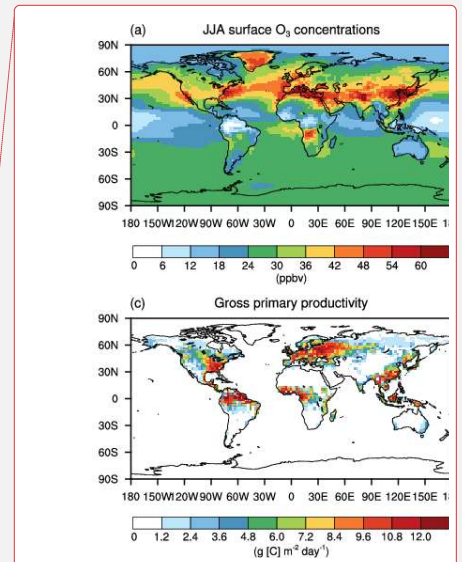 (a) JJA surface O₃ concentrations
90N
60N
30N
0
30S
60S
90S
180 150W120W 90W 60W 30W 0 30E 60E 90E 120E 150E
0 6 12 18 24 30 36 42 48 54 60
(ppbv)
(c) Gross primary productivity
90N
60N
30N
0
30S
60S
90S
180 150W120W 90W 60W 30W 0 30E 60E 90E 120E 150E
0 1.2 2.4 3.6 4.8 6.0 7.2 8.4 9.6 10.8 12.0
(g [C] m⁻² day⁻¹)